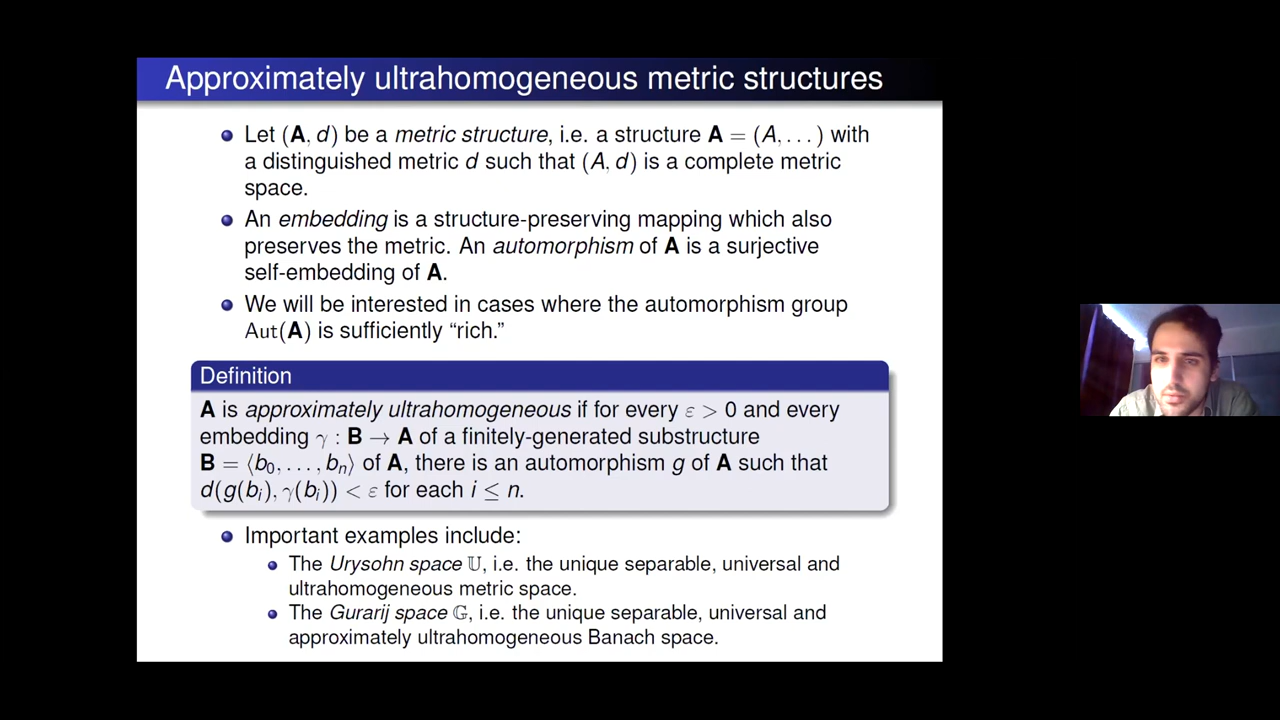 Approximately ultrahomogeneous metric structures
Let (A, d) be a metric structure, i.e. a structure A = (A, . . . ) with
a distinguished metric d such that (A, d) is a complete metric
space.
An embedding is a structure-preserving mapping which also
preserves the metric. An automorphism of A is a surjective
self-embedding of A.
We will be interested in cases where the automorphism group
Aut(A) is sufficiently “rich.”
Definition
A is approximately ultrahomogeneous if for every ε > 0 and every
embedding γ : B → A of a finitely-generated substructure
B = ⟨b₀, . . . , bₙ⟩ of A, there is an automorphism g of A such that
d(g(bᵢ), γ(bᵢ)) < ε for each i ≤ n.
Important examples include:
The Urysohn space 𝕌, i.e. the unique separable, universal and
ultrahomogeneous metric space.
The Gurarij space 𝔾, i.e. the unique separable, universal and
approximately ultrahomogeneous Banach space.